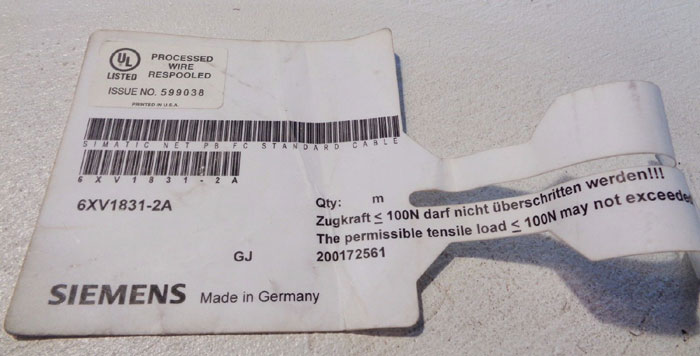 UL
LISTED
PROCESSED
WIRE
RESPOOLED
ISSUE NO. 599038
PRINTED IN U.S.A.
SIMATIC NET PB FC STANDARD CABLE
6XV1831-2A
6XV1831-2A
Qty: m
Zugkraft ≤ 100N darf nicht überschritten werden!!!
The permissible tensile load ≤ 100N may not exceeded
GJ
200172561
SIEMENS Made in Germany